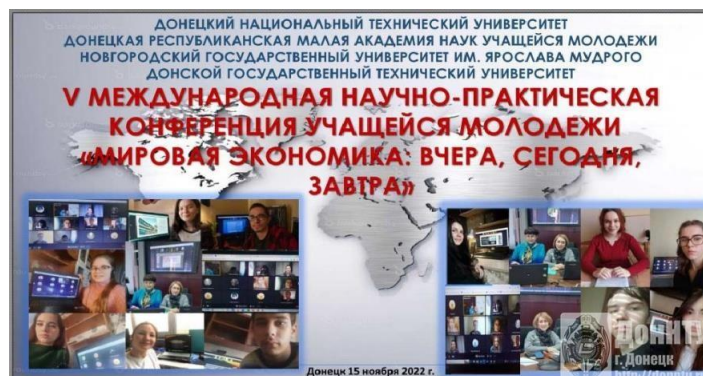 ДОНЕЦКИЙ НАЦИОНАЛЬНЫЙ ТЕХНИЧЕСКИЙ УНИВЕРСИТЕТ
ДОНЕЦКАЯ РЕСПУБЛИКАНСКАЯ МАЛАЯ АКАДЕМИЯ НАУК УЧАЩЕЙСЯ МОЛОДЕЖИ
НОВГОРОДСКИЙ ГОСУДАРСТВЕННЫЙ УНИВЕРСИТЕТ ИМ. ЯРОСЛАВА МУДРОГО
ДОНСКОЙ ГОСУДАРСТВЕННЫЙ ТЕХНИЧЕСКИЙ УНИВЕРСИТЕТ
V МЕЖДУНАРОДНАЯ НАУЧНО-ПРАКТИЧЕСКАЯ
КОНФЕРЕНЦИЯ УЧАЩЕЙСЯ МОЛОДЕЖИ
«МИРОВАЯ ЭКОНОМИКА: ВЧЕРА, СЕГОДНЯ,
ЗАВТРА»
Донецк 15 ноября 2022 г.
ДонНТУ
г. Донецк